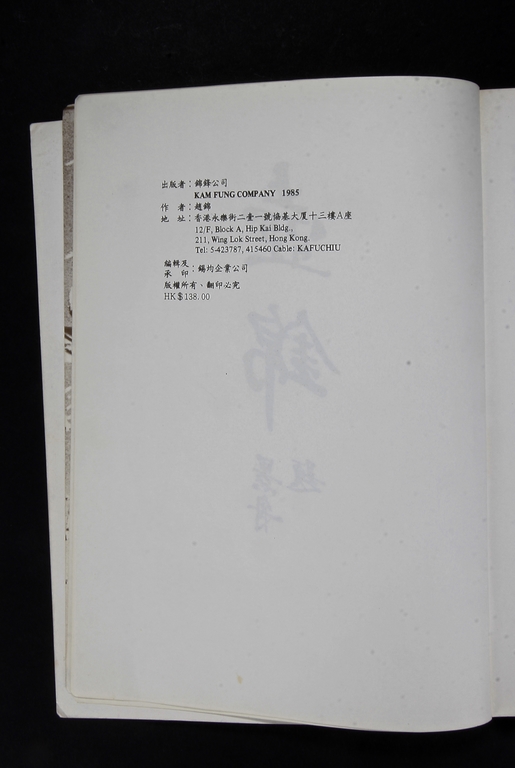 出版者：錦鋒公司
KAM FUNG COMPANY 1985
作　者：趙錦
地　址：香港永樂街二壹一號協基大厦十三樓A座
12/F, Block A, Hip Kai Bldg.,
211, Wing Lok Street, Hong Kong.
Tel: 5-423787, 415460 Cable: KAFUCHIU
編輯及
承　印：錫均企業公司
版權所有、翻印必究
HK$138.00
錦